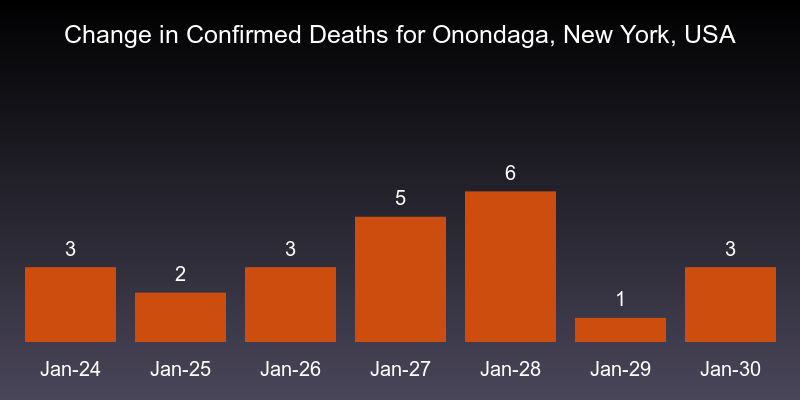 Change in Confirmed Deaths for Onondaga, New York, USA
3 2 3 5 6 1 3
Jan-24 Jan-25 Jan-26 Jan-27 Jan-28 Jan-29 Jan-30